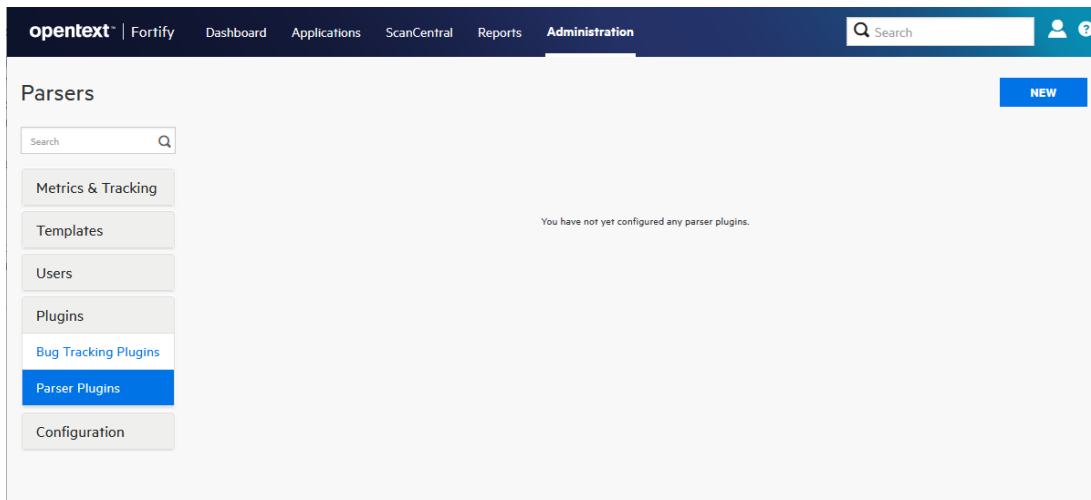 opentext™ | Fortify Dashboard Applications ScanCentral Reports Administration Search ?
Parsers NEW
Search
Metrics & Tracking
You have not yet configured any parser plugins.
Templates
Users
Plugins
Bug Tracking Plugins
Parser Plugins
Configuration